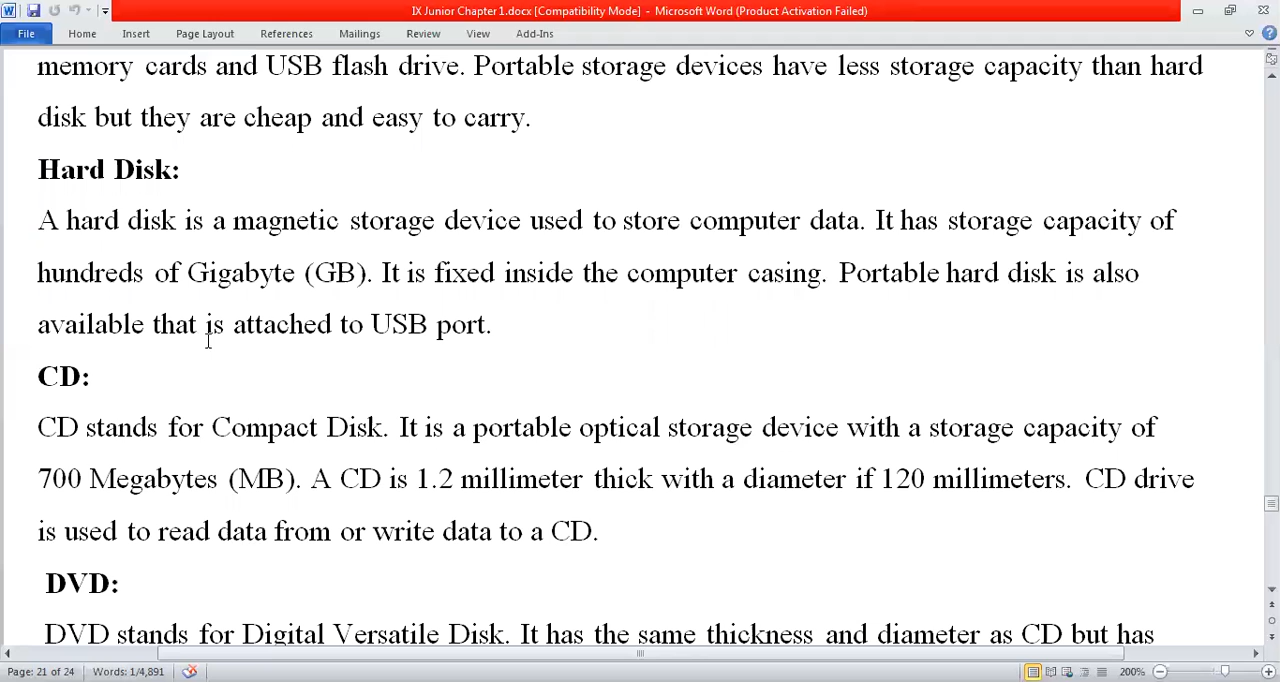 IX Junior Chapter 1.docx [Compatibility Mode] - Microsoft Word (Product Activation Failed)
File Home Insert Page Layout References Mailings Review View Add-Ins
memory cards and USB flash drive. Portable storage devices have less storage capacity than hard
disk but they are cheap and easy to carry.
Hard Disk:
A hard disk is a magnetic storage device used to store computer data. It has storage capacity of
hundreds of Gigabyte (GB). It is fixed inside the computer casing. Portable hard disk is also
available that is attached to USB port.
CD:
CD stands for Compact Disk. It is a portable optical storage device with a storage capacity of
700 Megabytes (MB). A CD is 1.2 millimeter thick with a diameter if 120 millimeters. CD drive
is used to read data from or write data to a CD.
DVD:
DVD stands for Digital Versatile Disk. It has the same thickness and diameter as CD but has
Page: 21 of 24 Words: 1/4,891 200%